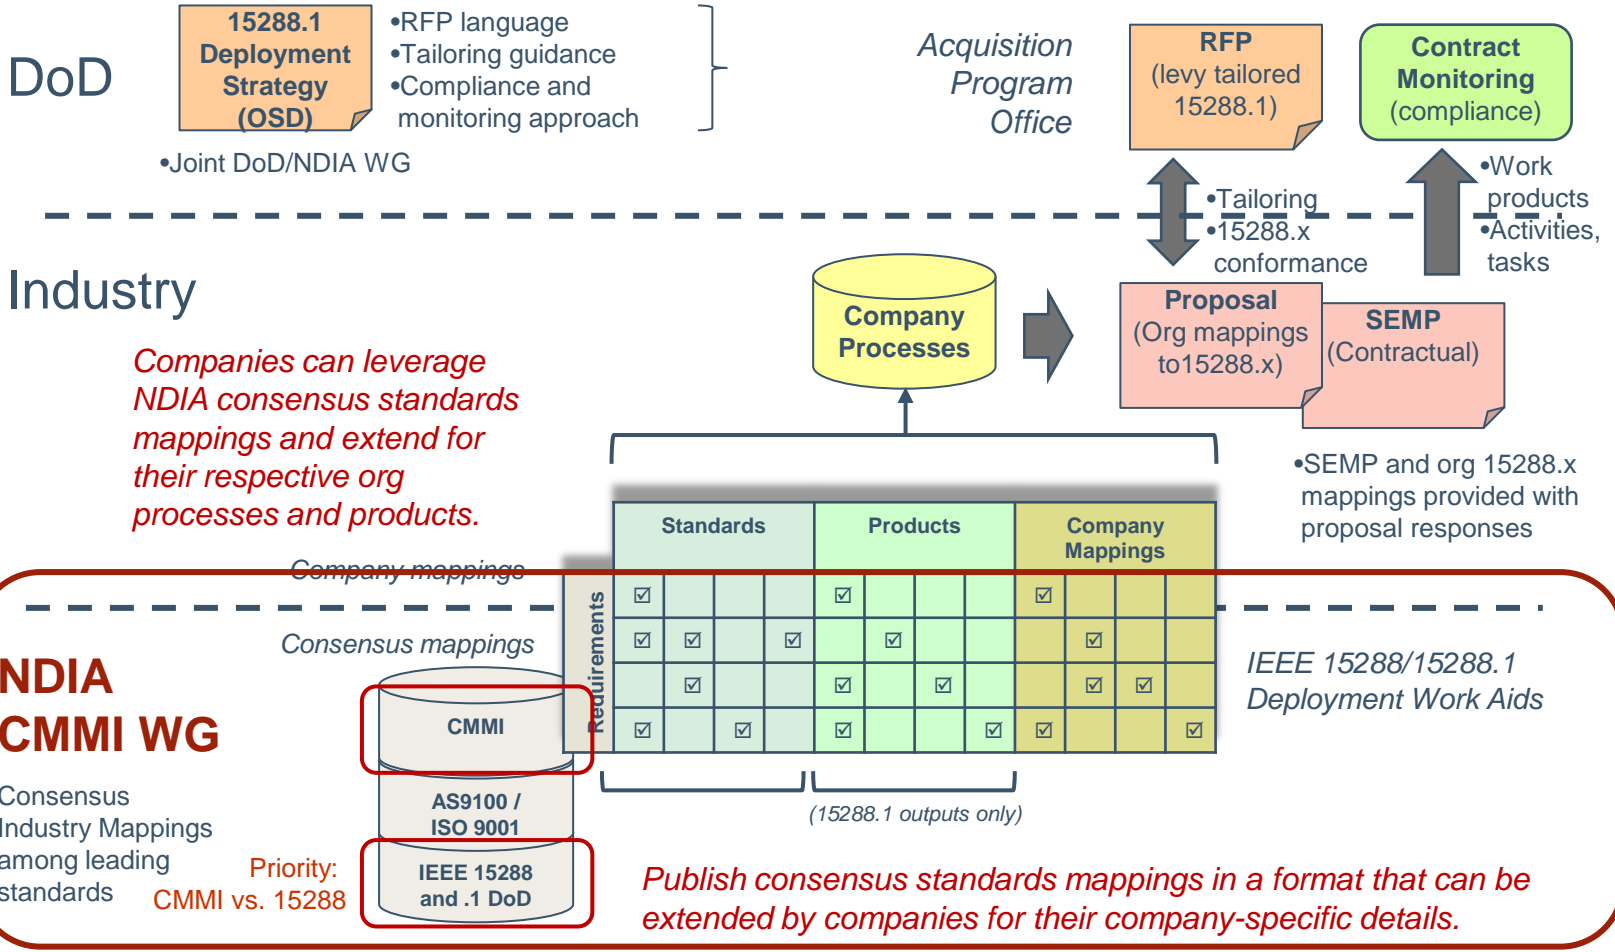 DoD
15288.1
Deployment
Strategy
(OSD)
•RFP language
•Tailoring guidance
•Compliance and
monitoring approach
•Joint DoD/NDIA WG
Acquisition
Program
Office
RFP
(levy tailored
15288.1)
Contract
Monitoring
(compliance)
•Tailoring
•15288.x
conformance
•Work
products
•Activities,
tasks
Industry
Companies can leverage
NDIA consensus standards
mappings and extend for
their respective org
processes and products.
Company
Processes
Proposal
(Org mappings
to15288.x)
SEMP
(Contractual)
•SEMP and org 15288.x
mappings provided with
proposal responses
Standards
Products
Company
Mappings
Requirements
☑ ☑ ☑
☑ ☑ ☑ ☑ ☑
☑ ☑ ☑ ☑ ☑
☑ ☑ ☑ ☑ ☑ ☑
Company mappings
Consensus mappings
NDIA
CMMI WG
Consensus
Industry Mappings
among leading
standards
Priority:
CMMI vs. 15288
CMMI
AS9100 /
ISO 9001
IEEE 15288
and .1 DoD
(15288.1 outputs only)
IEEE 15288/15288.1
Deployment Work Aids
Publish consensus standards mappings in a format that can be
extended by companies for their company-specific details.